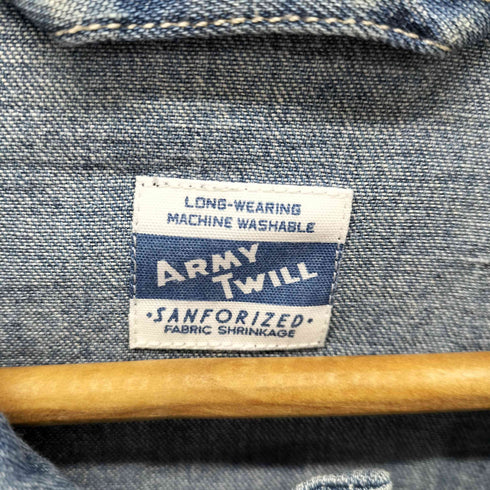 LONG-WEARING
MACHINE WASHABLE
ARMY
TWILL
•SANFORIZED•
FABRIC SHRINKAGE